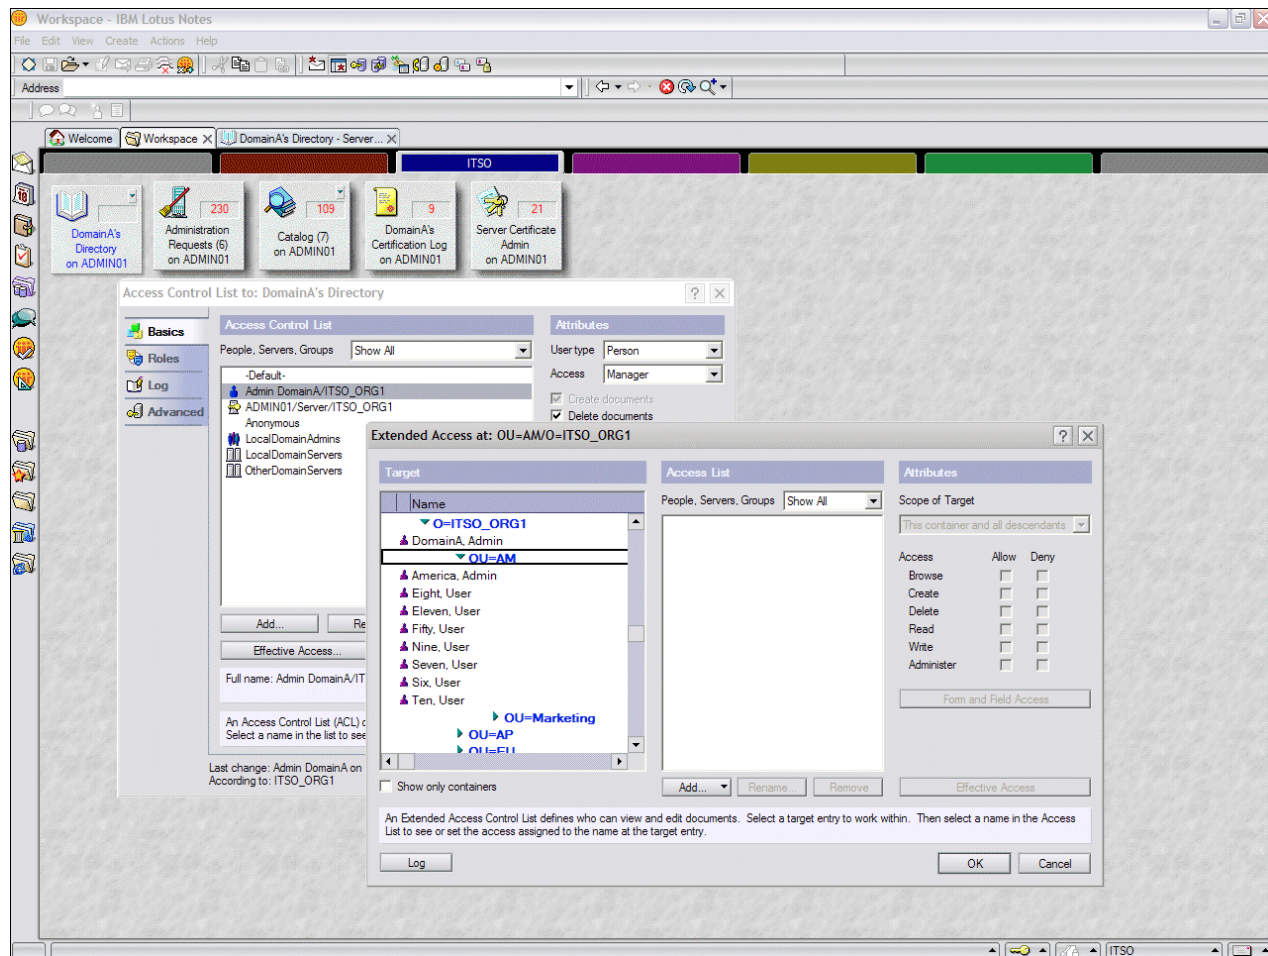 Workspace - IBM Lotus Notes
File Edit View Create Actions Help
Address
Welcome Workspace DomainA's Directory - Server...
ITSO
DomainA's Directory on ADMIN01
230
Administration Requests (6) on ADMIN01
109
Catalog (7) on ADMIN01
9
DomainA's Certification Log on ADMIN01
21
Server Certificate Admin on ADMIN01
Access Control List to: DomainA's Directory
Basics
Roles
Log
Advanced
Access Control List
People, Servers, Groups Show All
-Default-
Admin DomainA/ITSO_ORG1
ADMIN01/Server/ITSO_ORG1
Anonymous
LocalDomainAdmins
LocalDomainServers
OtherDomainServers
Attributes
User type Person
Access Manager
Create documents
Delete documents
Add... Re
Effective Access...
Full name: Admin DomainA/IT
An Access Control List (ACL) d
Select a name in the list to see
Last change: Admin DomainA on
According to: ITSO_ORG1
Extended Access at: OU=AM/O=ITSO_ORG1
Target
Name
O=ITSO_ORG1
DomainA, Admin
OU=AM
America, Admin
Eight, User
Eleven, User
Fifty, User
Nine, User
Seven, User
Six, User
Ten, User
OU=Marketing
OU=AP
OU=EU
Show only containers
Access List
People, Servers, Groups Show All
Add... Rename... Remove
Attributes
Scope of Target
This container and all descendants
Access Allow Deny
Browse
Create
Delete
Read
Write
Administer
Form and Field Access
Effective Access
An Extended Access Control List defines who can view and edit documents. Select a target entry to work within. Then select a name in the Access
List to see or set the access assigned to the name at the target entry.
Log OK Cancel
ITSO